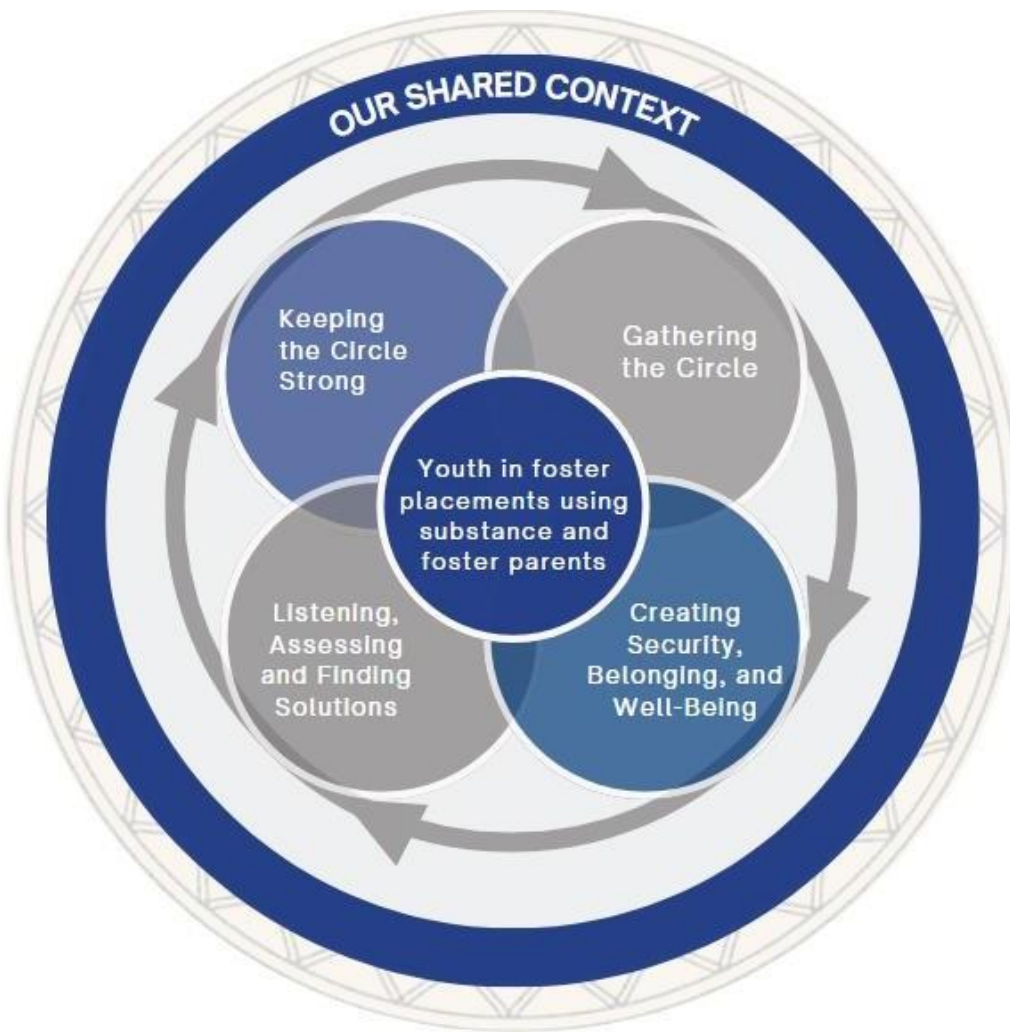 OUR SHARED CONTEXT
Keeping
the Circle
Strong
Gathering
the Circle
Youth in foster
placements using
substance and
foster parents
Listening,
Assessing
and Finding
Solutions
Creating
Security,
Belonging, and
Well-Being